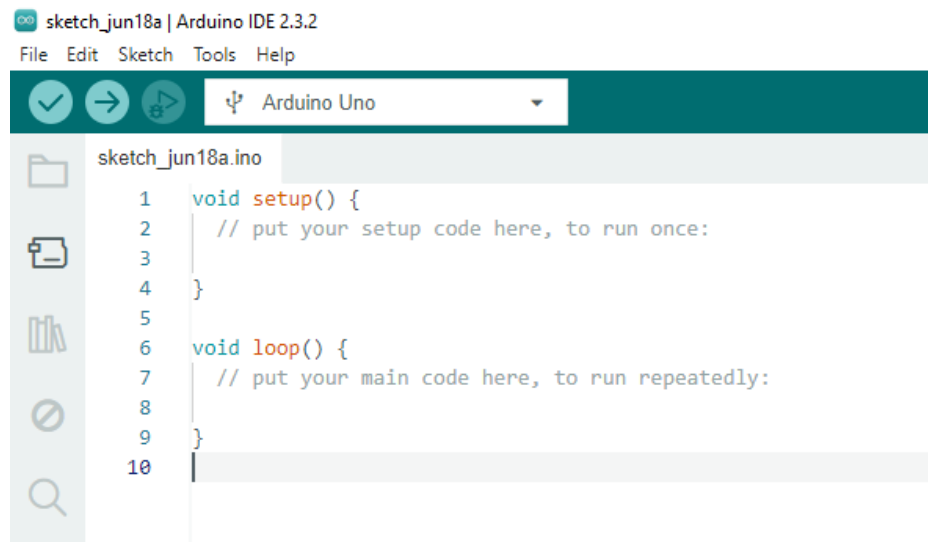 sketch_jun18a | Arduino IDE 2.3.2
File Edit Sketch Tools Help
Arduino Uno
sketch_jun18a.ino
1 void setup() {
2 // put your setup code here, to run once:
3
4 }
5
6 void loop() {
7 // put your main code here, to run repeatedly:
8
9 }
10